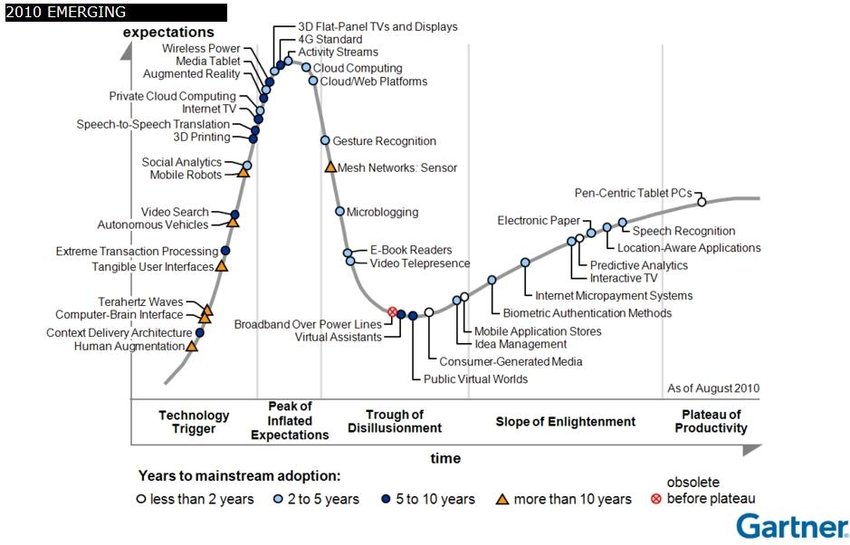 2010 EMERGING
expectations
3D Flat-Panel TVs and Displays
4G Standard
Activity Streams
Wireless Power
Media Tablet
Augmented Reality
Cloud Computing
Cloud/Web Platforms
Private Cloud Computing
Internet TV
Speech-to-Speech Translation
3D Printing
Gesture Recognition
Social Analytics
Mobile Robots
Mesh Networks: Sensor
Pen-Centric Tablet PCs
Video Search
Autonomous Vehicles
Microblogging
Electronic Paper
Speech Recognition
Location-Aware Applications
Extreme Transaction Processing
Tangible User Interfaces
E-Book Readers
Video Telepresence
Predictive Analytics
Interactive TV
Internet Micropayment Systems
Terahertz Waves
Computer-Brain Interface
Biometric Authentication Methods
Context Delivery Architecture
Human Augmentation
Broadband Over Power Lines
Virtual Assistants
Mobile Application Stores
Idea Management
Consumer-Generated Media
Public Virtual Worlds
As of August 2010
Technology
Trigger
Peak of
Inflated
Expectations
Trough of
Disillusionment
Slope of Enlightenment
Plateau of
Productivity
time
Years to mainstream adoption:
less than 2 years
2 to 5 years
5 to 10 years
more than 10 years
obsolete
before plateau
Gartner